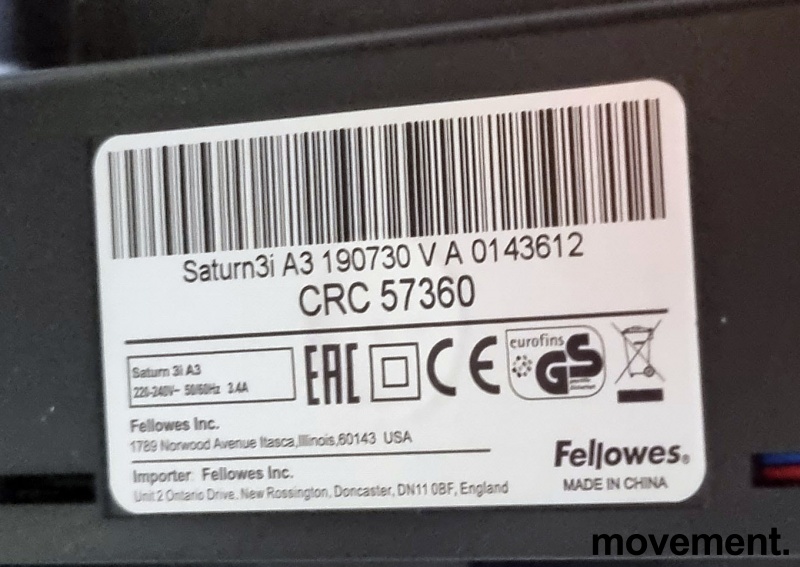 Saturn3i A3 190730 V A 0143612
CRC 57360
Saturn 3i A3
220-240V~ 50/60Hz 3.4A
EAC
CE
eurofins
GS
Fellowes Inc.
1789 Norwood Avenue Itasca,Illinois,60143 USA
Importer: Fellowes Inc.
Unit 2 Ontario Drive, New Rossington, Doncaster, DN11 0BF, England
Fellowes®
MADE IN CHINA
movement.